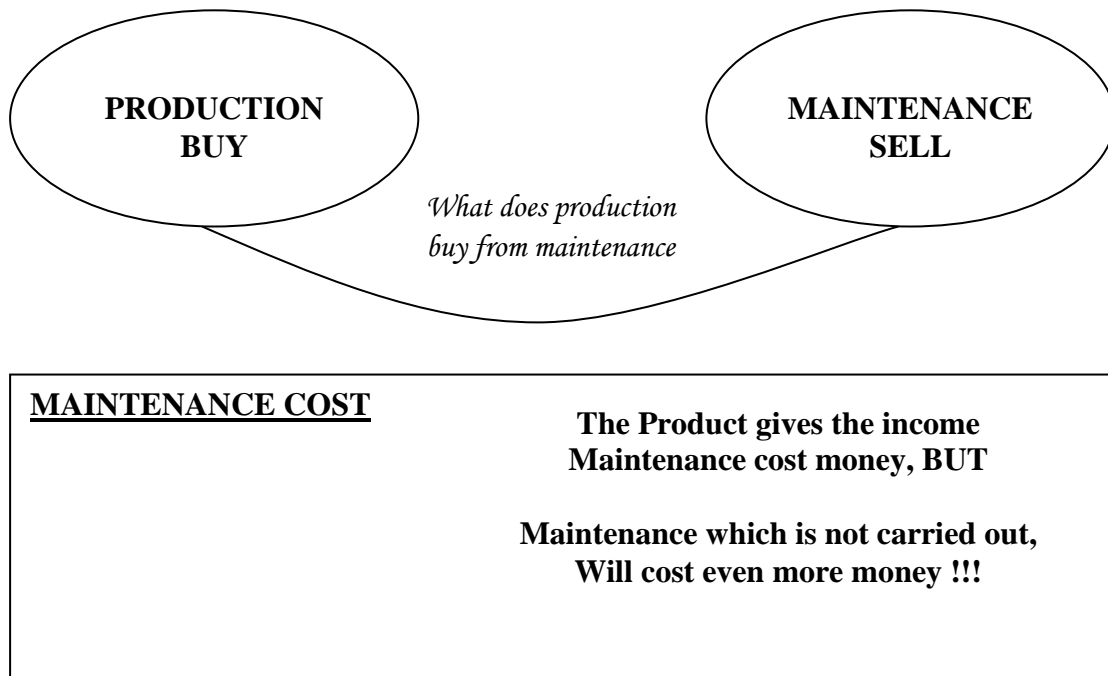 PRODUCTION
BUY
MAINTENANCE
SELL
What does production
buy from maintenance
MAINTENANCE COST
The Product gives the income
Maintenance cost money, BUT
Maintenance which is not carried out,
Will cost even more money !!!